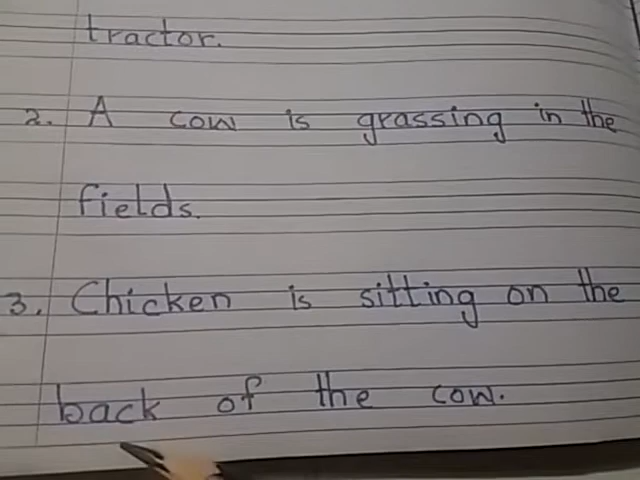 tractor.
2. A cow is grassing in the
fields.
3. Chicken is sitting on the
back of the cow.